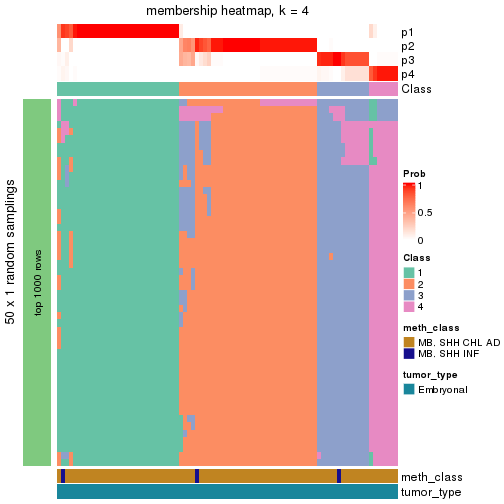 membership heatmap, k = 4
p1
p2
p3
p4
Class
50 x 1 random samplings
top 1000 rows
Prob
1
0.5
0
Class
1
2
3
4
meth_class
MB. SHH CHL AD
MB. SHH INF
tumor_type
Embryonal
meth_class
tumor_type